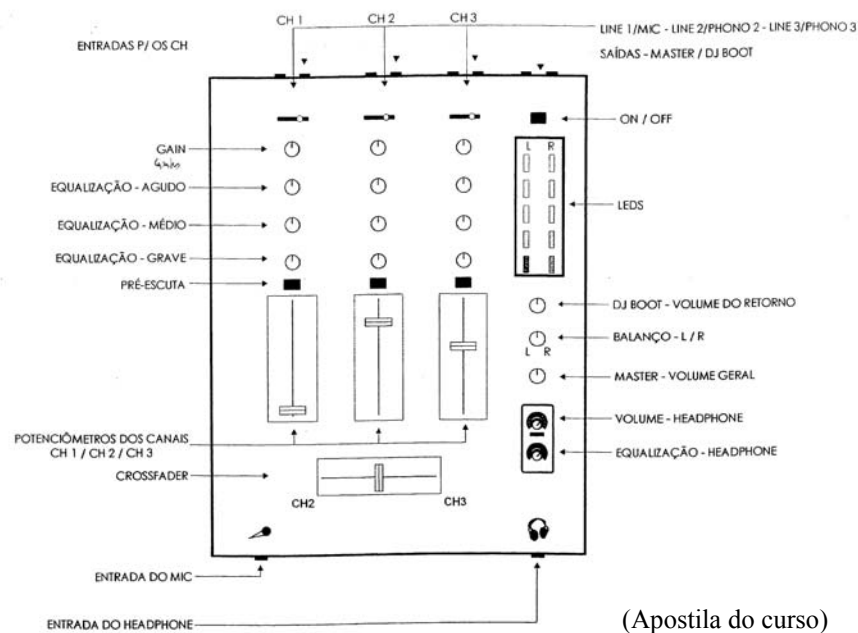 CH 1 CH 2 CH 3
LINE 1/MIC - LINE 2/PHONO 2 - LINE 3/PHONO 3
ENTRADAS P/ OS CH
SAÍDAS - MASTER / DJ BOOT
ON / OFF
L R
GAIN
EQUALIZAÇÃO - AGUDO
LEDS
EQUALIZAÇÃO - MÉDIO
EQUALIZAÇÃO - GRAVE
PRÉ-ESCUTA
DJ BOOT - VOLUME DO RETORNO
BALANÇO - L / R
L R
MASTER - VOLUME GERAL
VOLUME - HEADPHONE
POTENCIÔMETROS DOS CANAIS
CH 1 / CH 2 / CH 3
EQUALIZAÇÃO - HEADPHONE
CROSSFADER
CH2 CH3
ENTRADA DO MIC
ENTRADA DO HEADPHONE
(Apostila do curso)